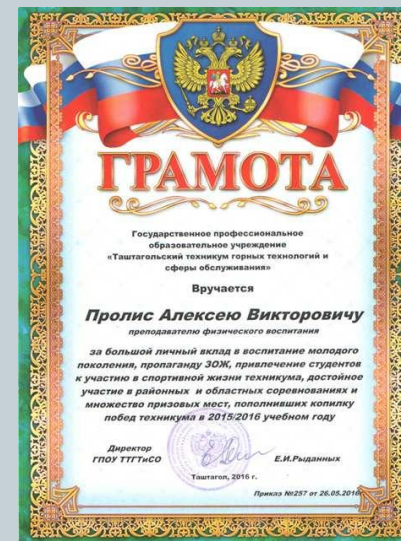 ГРАМОТА
Государственное профессиональное
образовательное учреждение
«Таштагольский техникум горных технологий и
сферы обслуживания»
Вручается
Пролис Алексею Викторовичу
преподавателю физического воспитания
за большой личный вклад в воспитание молодого
поколения, пропаганду ЗОЖ, привлечение студентов
к участию в спортивной жизни техникума, достойное
участие в районных и областных соревнованиях и
множество призовых мест, пополнивших копилку
побед техникума в 2015/2016 учебном году
Директор
ГПОУ ТТГТиСО
Е.И.Рыданных
Таштагол, 2016 г.
Приказ №257 от 26.05.2016